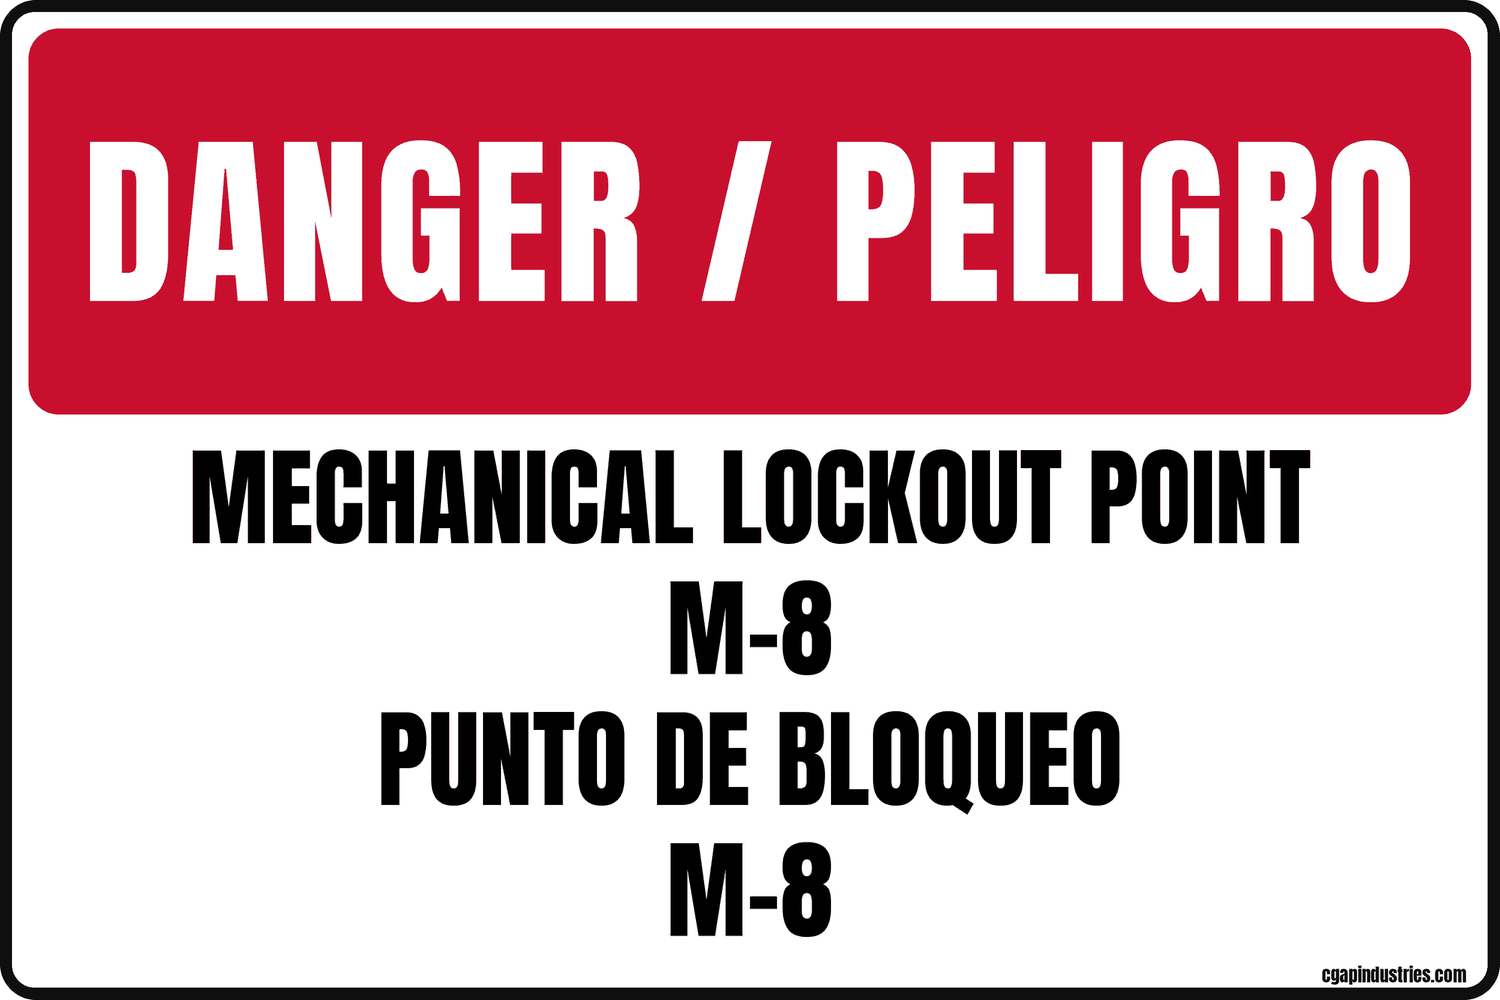 DANGER / PELIGRO
MECHANICAL LOCKOUT POINT
M-8
PUNTO DE BLOQUEO
M-8
cgapindustries.com